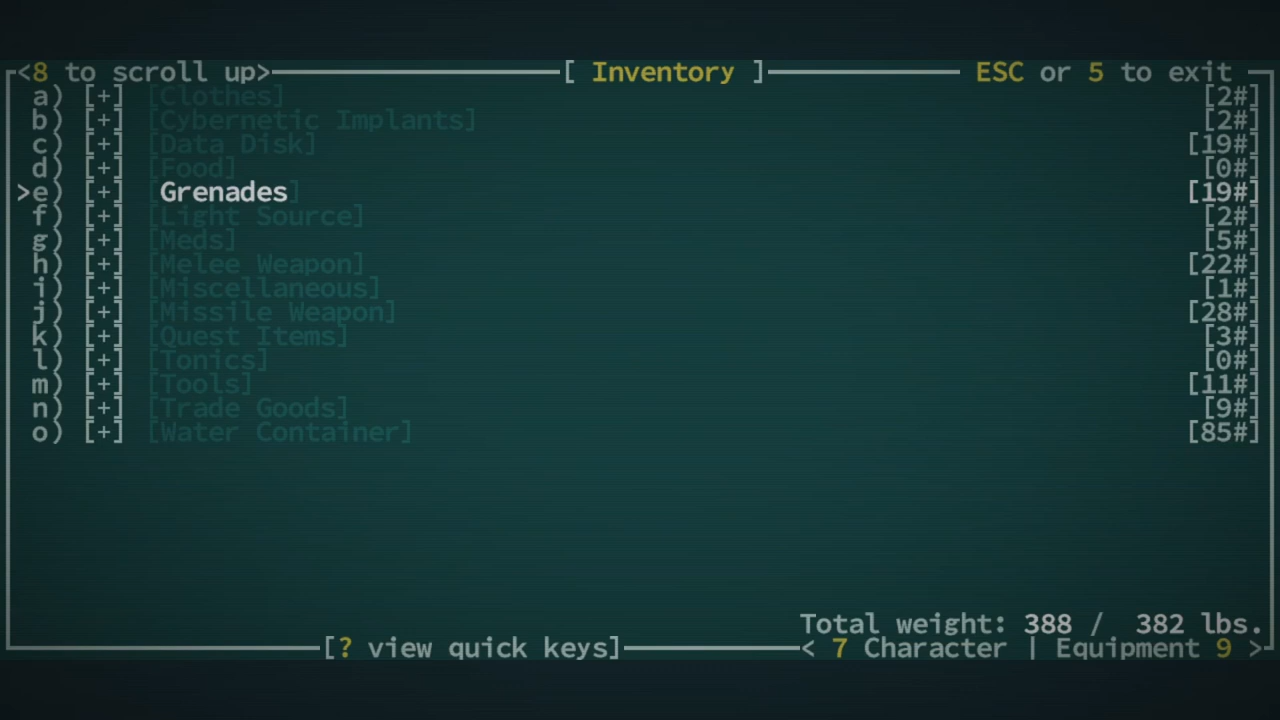 <8 to scroll up> [ Inventory ] ESC or 5 to exit
a) [+] [Clothes] [2#]
b) [+] [Cybernetic Implants] [2#]
c) [+] [Data Disk] [19#]
d) [+] [Food] [0#]
>e) [+] [Grenades] [19#]
f) [+] [Light Source] [2#]
g) [+] [Meds] [5#]
h) [+] [Melee Weapon] [22#]
i) [+] [Miscellaneous] [1#]
j) [+] [Missile Weapon] [28#]
k) [+] [Quest Items] [3#]
l) [+] [Tonics] [0#]
m) [+] [Tools] [11#]
n) [+] [Trade Goods] [9#]
o) [+] [Water Container] [85#]
Total weight: 388 / 382 lbs.
[? view quick keys] < 7 Character | Equipment 9 >